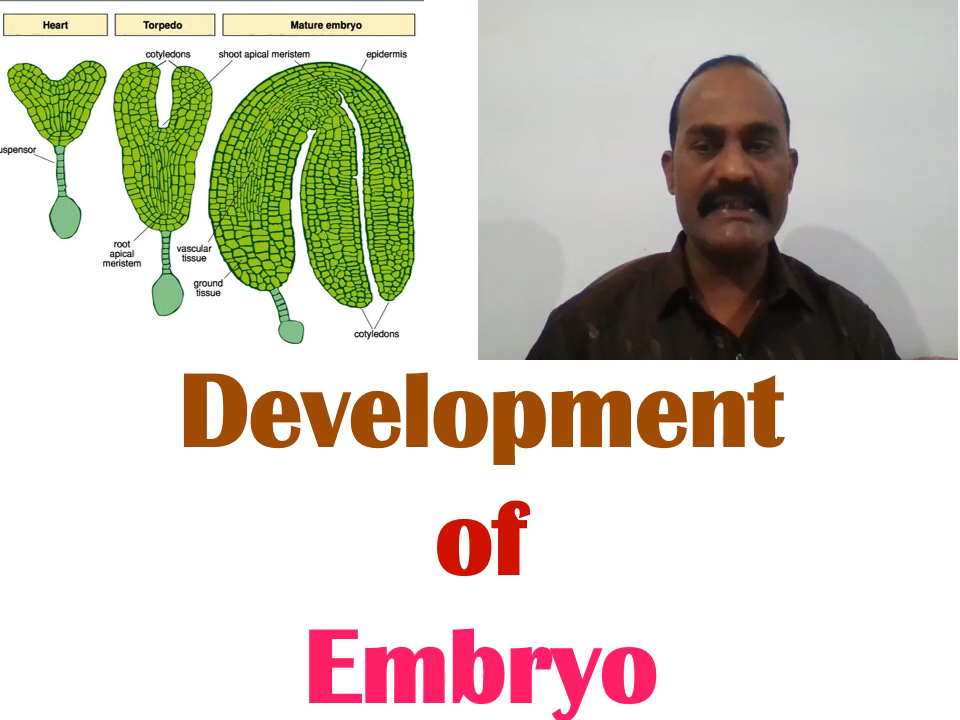 Heart
Torpedo
Mature embryo
cotyledons
shoot apical meristem
epidermis
uspensor
root
apical
meristem
vascular
tissue
ground
tissue
cotyledons
Development
of
Embryo